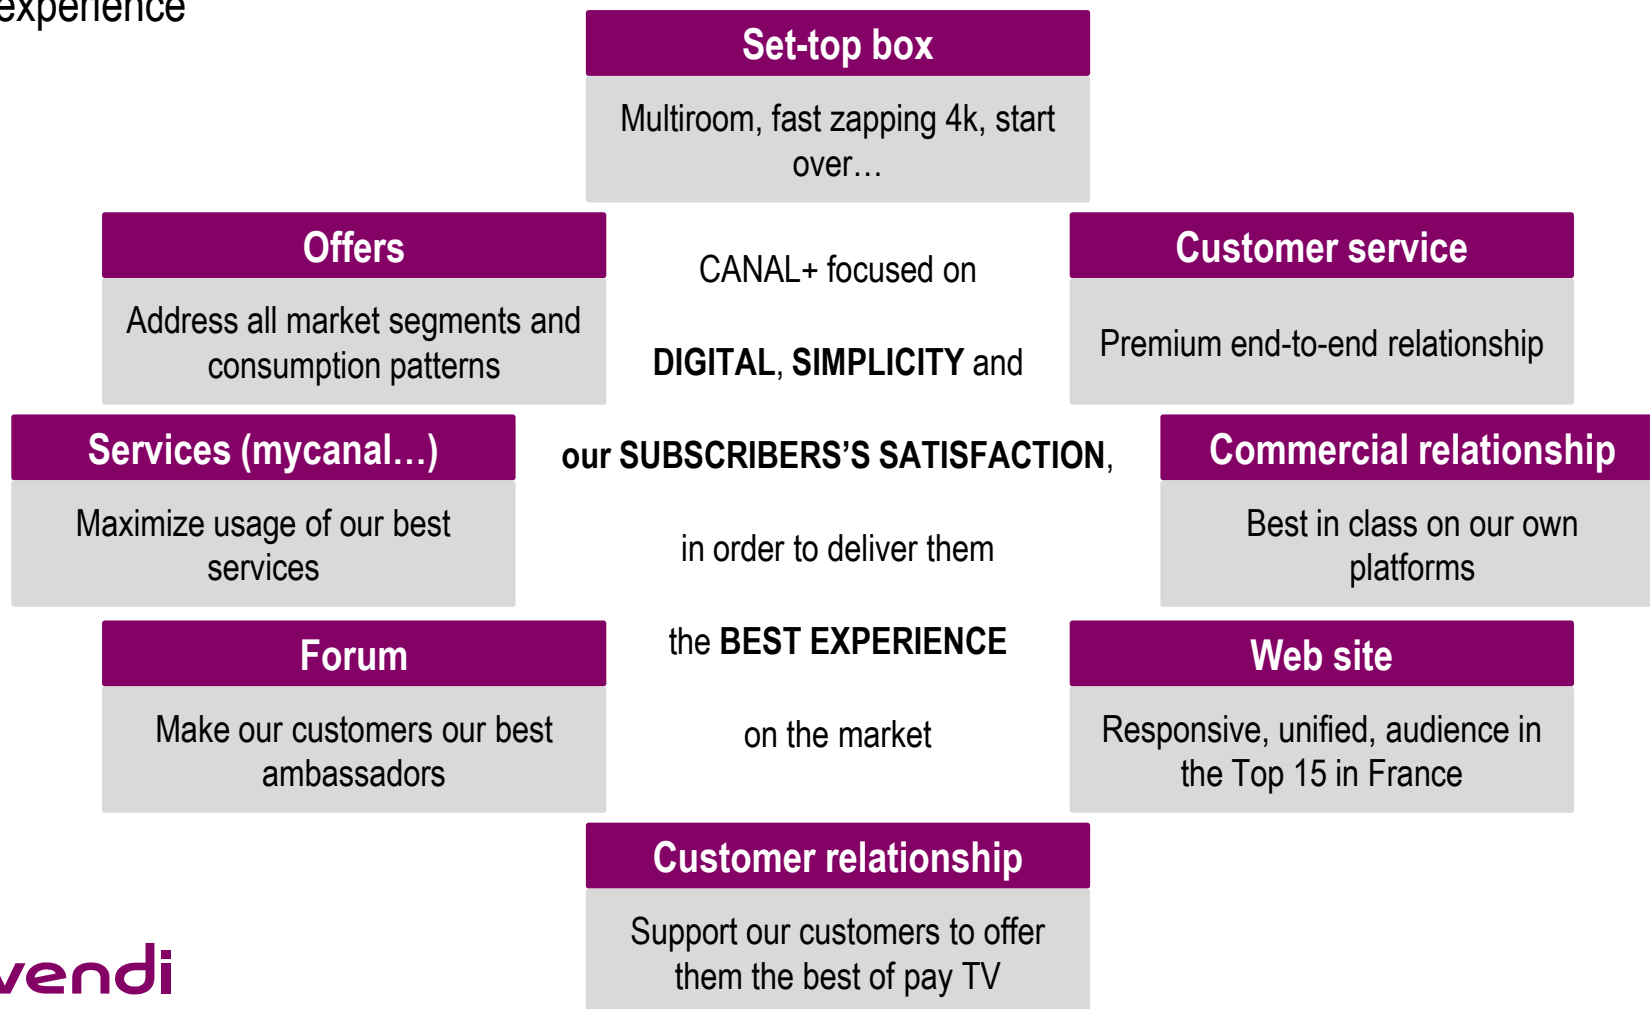 experience
Set-top box
Multiroom, fast zapping 4k, start
over…
Offers
Address all market segments and
consumption patterns
CANAL+ focused on
DIGITAL, SIMPLICITY and
our SUBSCRIBERS'S SATISFACTION,
in order to deliver them
the BEST EXPERIENCE
on the market
Customer service
Premium end-to-end relationship
Services (mycanal…)
Maximize usage of our best
services
Commercial relationship
Best in class on our own
platforms
Forum
Make our customers our best
ambassadors
Web site
Responsive, unified, audience in
the Top 15 in France
Customer relationship
Support our customers to offer
them the best of pay TV
vendi